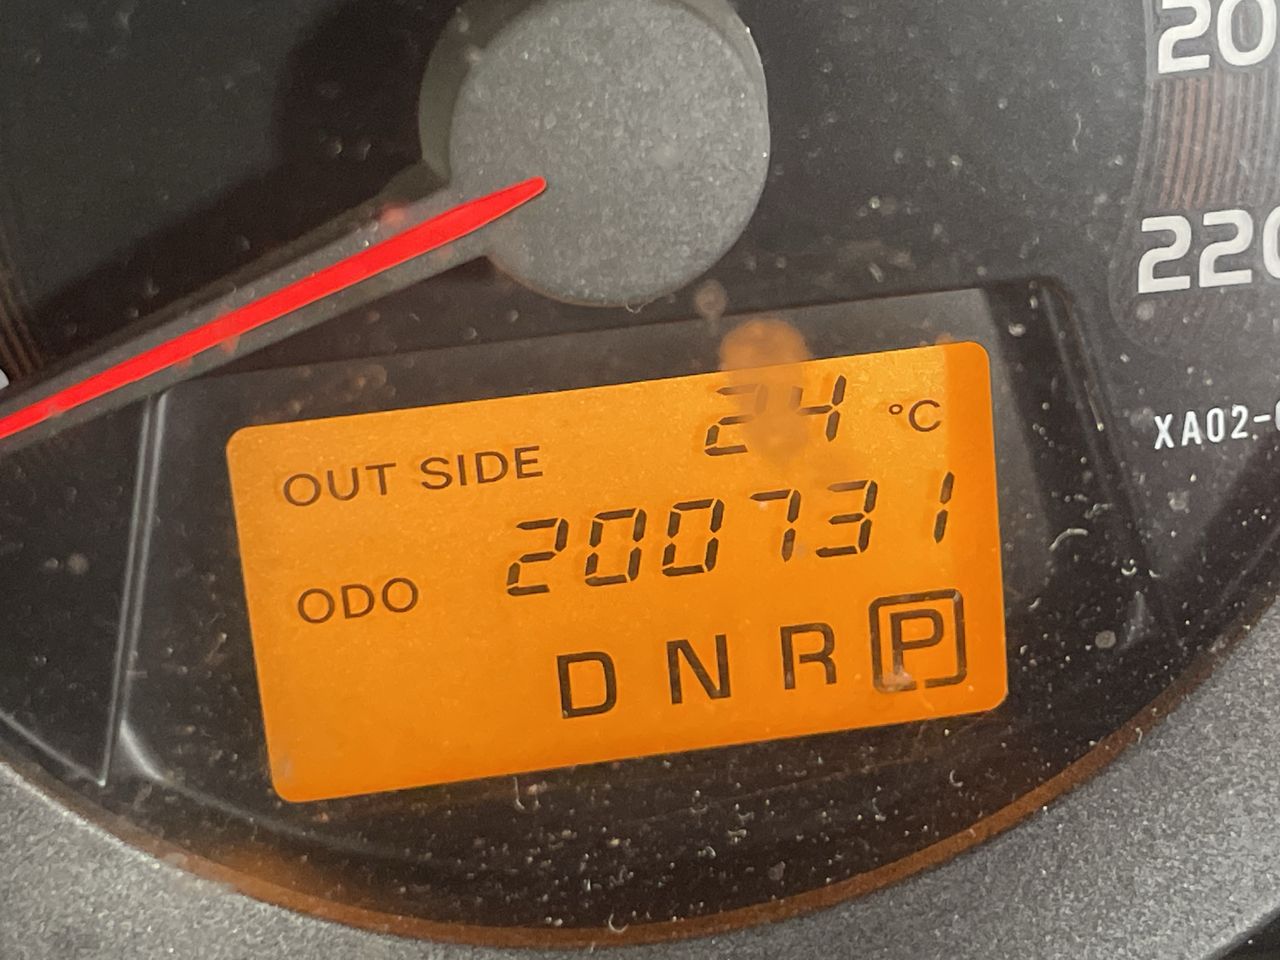 20
220
OUT SIDE 24 °C
XA02-
ODO 200731
D N R P